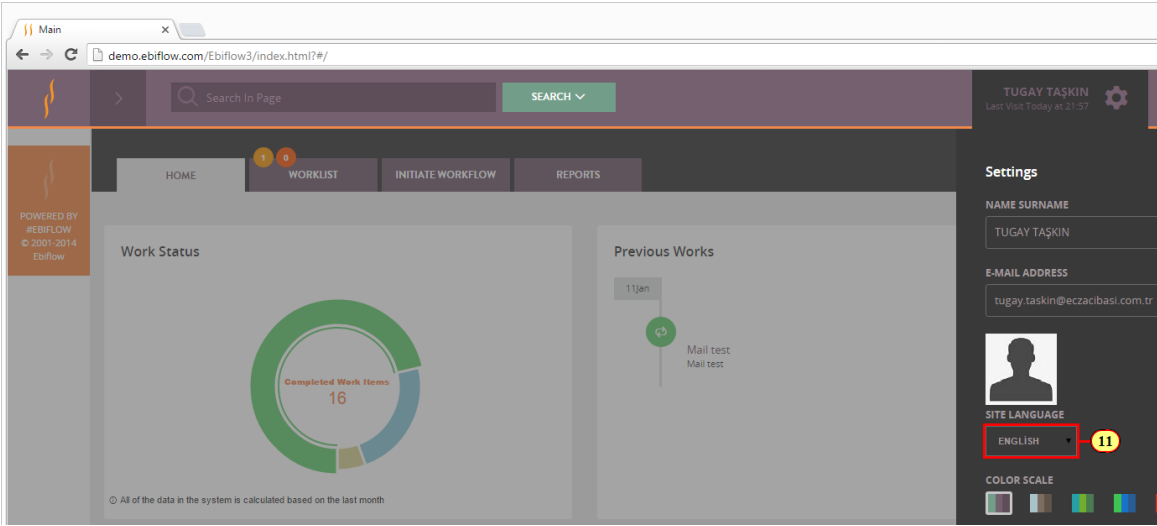 Main
demo.ebiflow.com/Ebiflow3/index.html?#/
Search In Page
SEARCH
TUGAY TAŞKIN
Last Visit Today at 21:57
POWERED BY
#EBIFLOW
© 2001-2014
Ebiflow
HOME
1
0
WORKLIST
INITIATE WORKFLOW
REPORTS
Work Status
Completed Work Items
16
All of the data in the system is calculated based on the last month
Previous Works
11Jan
Mail test
Mail test
Settings
NAME SURNAME
TUGAY TAŞKIN
E-MAIL ADDRESS
tugay.taskin@eczacibasi.com.tr
SITE LANGUAGE
ENGLİSH
11
COLOR SCALE